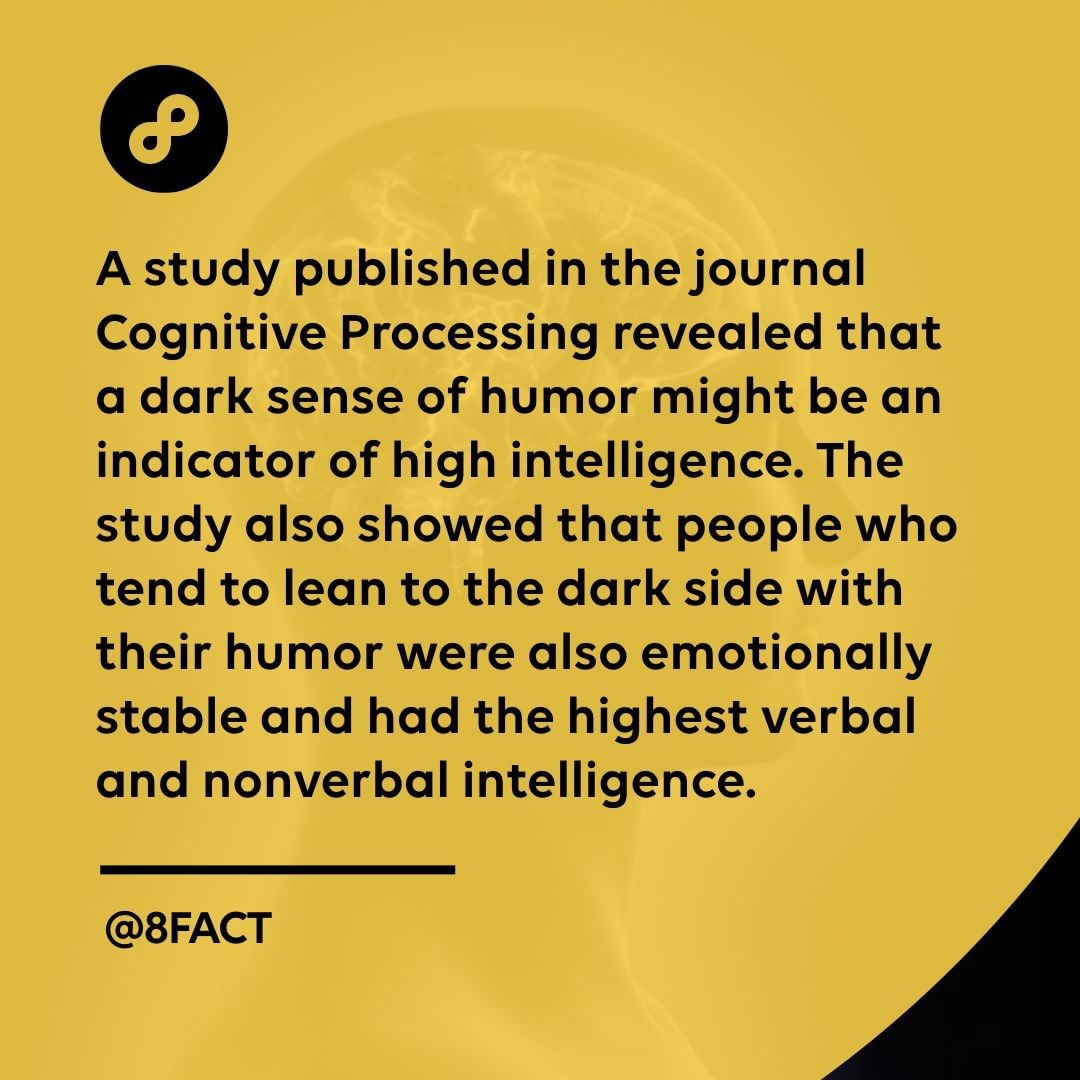 A study published in the journal
Cognitive Processing revealed that
a dark sense of humor might be an
indicator of high intelligence. The
study also showed that people who
tend to lean to the dark side with
their humor were also emotionally
stable and had the highest verbal
and nonverbal intelligence.
@8FACT